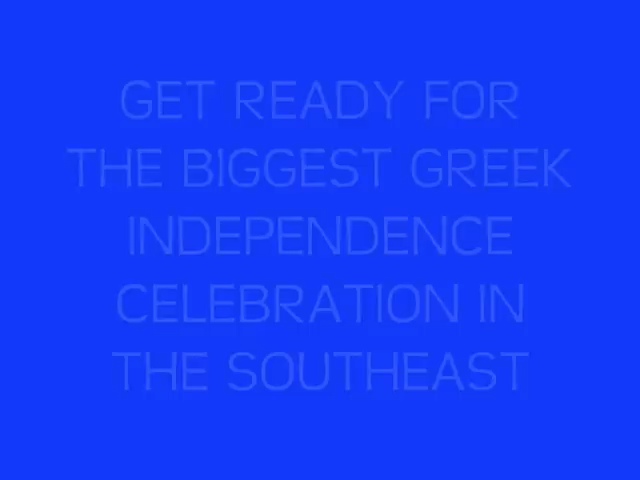 GET READY FOR
THE BIGGEST GREEK
INDEPENDENCE
CELEBRATION IN
THE SOUTHEAST